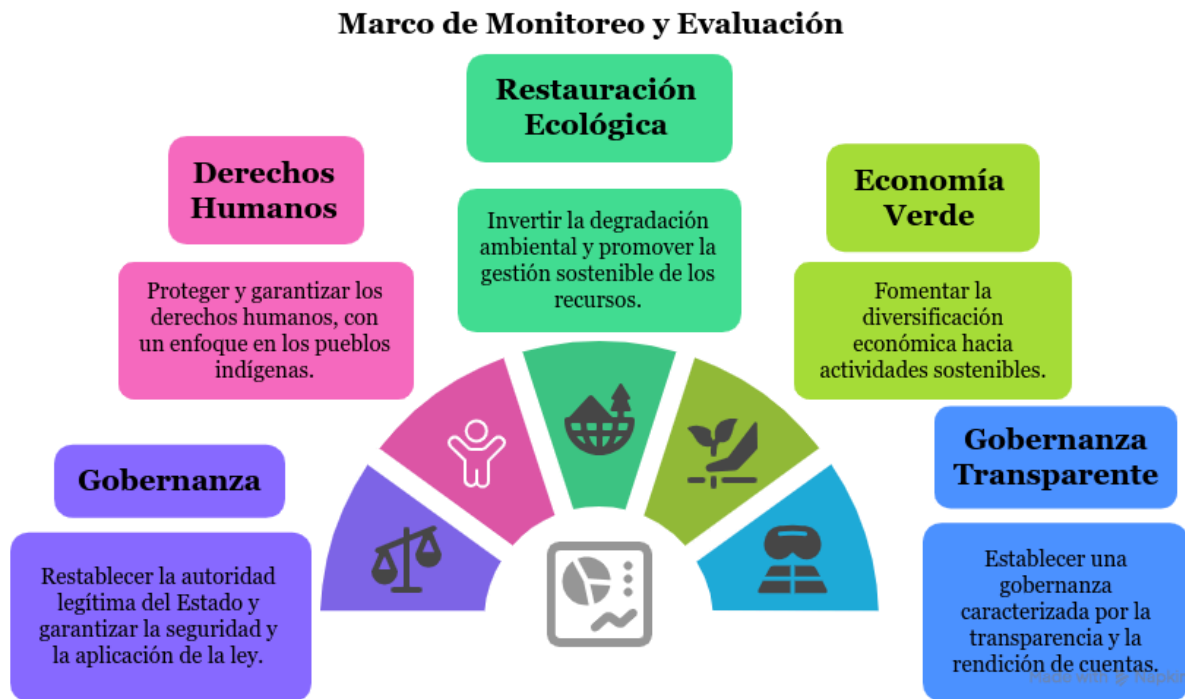 Marco de Monitoreo y Evaluación
Restauración
Ecológica
Invertir la degradación
ambiental y promover la
gestión sostenible de los
recursos.
Derechos
Humanos
Proteger y garantizar los
derechos humanos, con
un enfoque en los pueblos
indígenas.
Economía
Verde
Fomentar la
diversificación
económica hacia
actividades sostenibles.
Gobernanza
Restablecer la autoridad
legítima del Estado y
garantizar la seguridad y
la aplicación de la ley.
Gobernanza
Transparente
Establecer una
gobernanza
caracterizada por la
transparencia y la
rendición de cuentas.
Made with Napkin